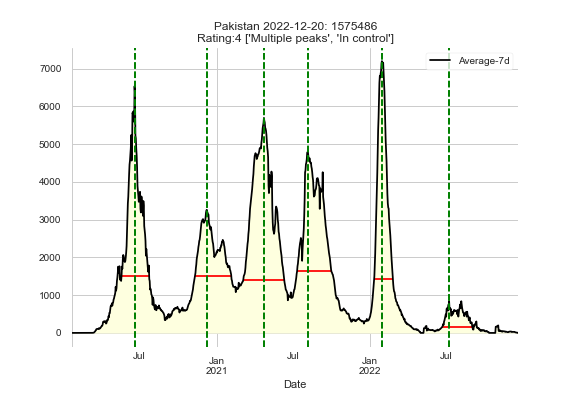 Pakistan 2022-12-20: 1575486
Rating:4 ['Multiple peaks', 'In control']
Average-7d
7000
6000
5000
4000
3000
2000
1000
0
Jul
Jan
2021
Jul
Jan
2022
Jul
Date